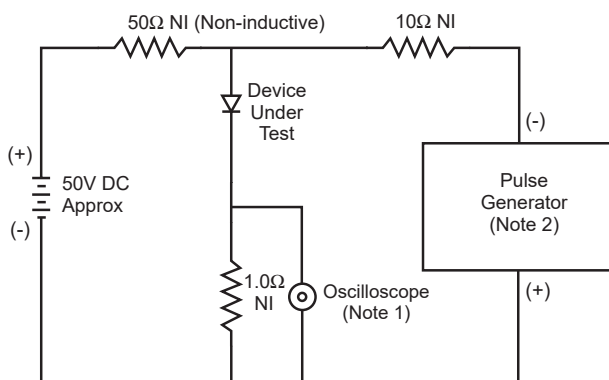 50Ω NI (Non-inductive)
10Ω NI
Device
Under
Test
(-)
(+)
50V DC
Approx
(-)
Pulse
Generator
(Note 2)
1.0Ω
NI
Oscilloscope
(Note 1)
(+)